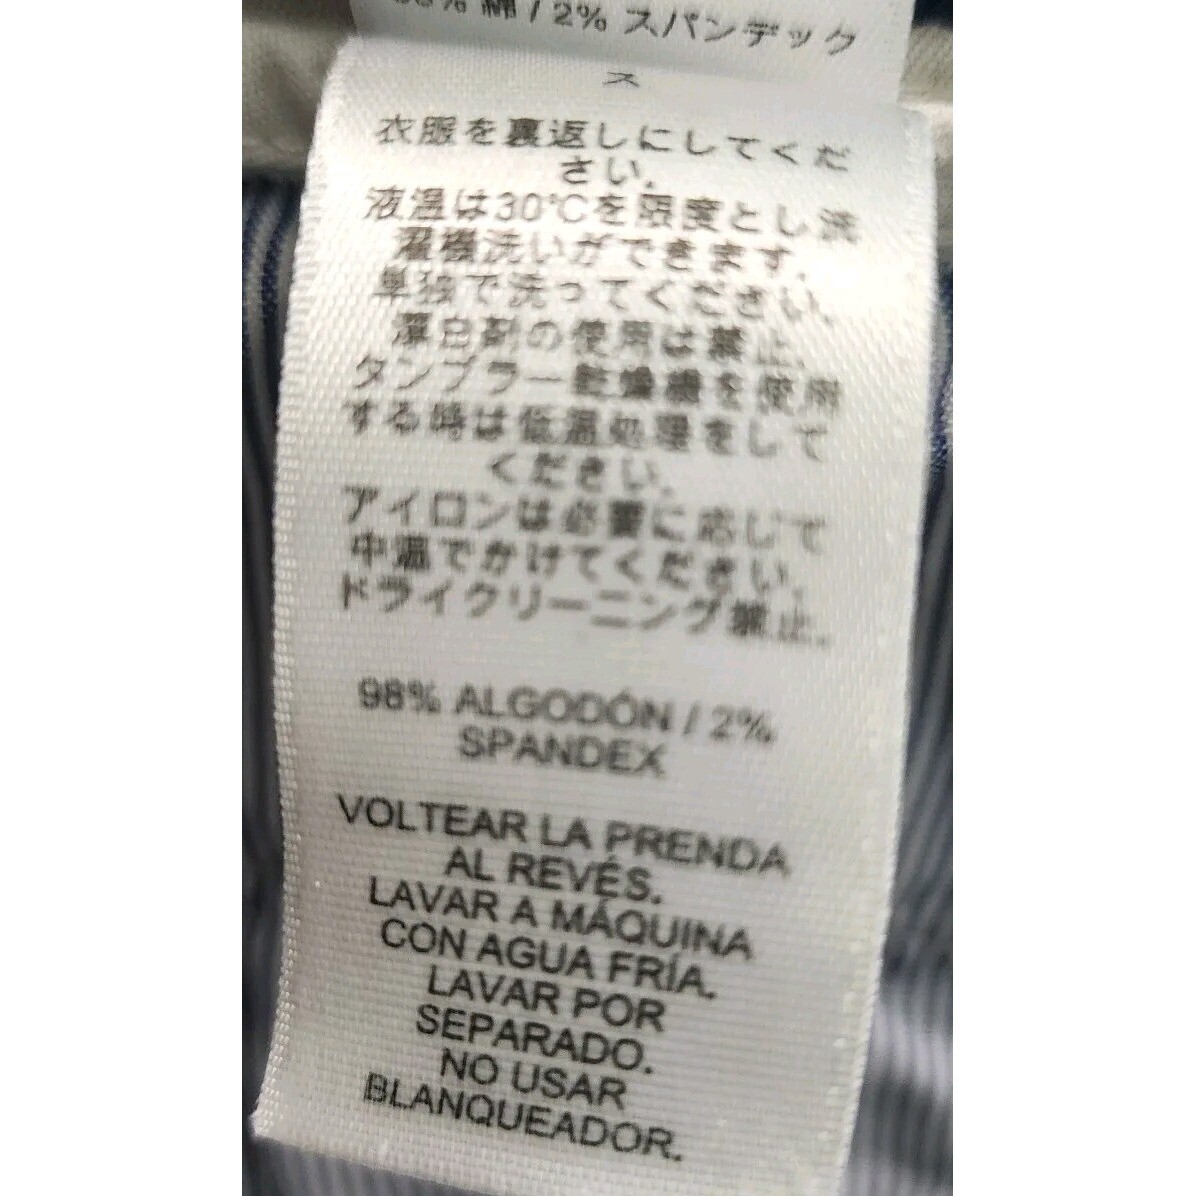 98% 綿 / 2% スパンデック
ス
衣服を裏返しにしてくだ
さい.
液温は30℃を限度とし洗
濯機洗いができます.
単独で洗ってください.
漂白剤の使用は禁止.
タンブラー乾燥機を使用
する時は低温処理をして
ください.
アイロンは必要に応じて
中温でかけてください.
ドライクリーニング禁止.
98% ALGODÓN / 2%
SPANDEX
VOLTEAR LA PRENDA
AL REVÉS.
LAVAR A MÁQUINA
CON AGUA FRÍA.
LAVAR POR
SEPARADO.
NO USAR
BLANQUEADOR.